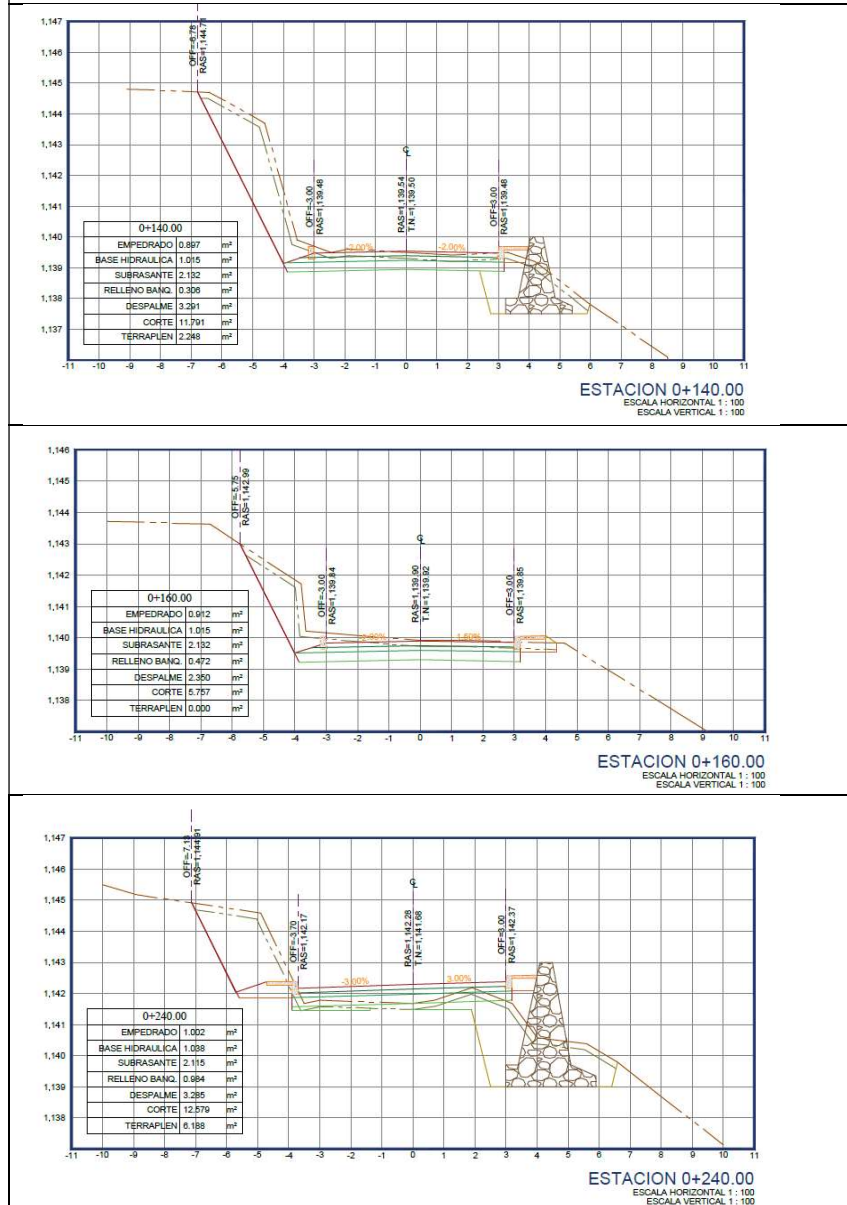 1,147
1,146
1,145
1,144
1,143
1,142
1,141
1,140
1,139
1,138
1,137
OFF=-6.78
RAS=1,144.71
OFF=-3.00
RAS=1,139.48
RAS=1,139.54
T.N.=1,139.50
OFF=3.00
RAS=1,139.48
-2.00%
-2.00%
0+140.00
EMPEDRADO 0.897 m²
BASE HIDRAULICA 1.015 m²
SUBRASANTE 2.132 m²
RELLENO BANQ. 0.306 m²
DESPALME 3.291 m²
CORTE 11.791 m²
TERRAPLEN 2.248 m²
-11 -10 -9 -8 -7 -6 -5 -4 -3 -2 -1 0 1 2 3 4 5 6 7 8 9 10 11
ESTACION 0+140.00
ESCALA HORIZONTAL 1 : 100
ESCALA VERTICAL 1 : 100
1,146
1,145
1,144
1,143
1,142
1,141
1,140
1,139
1,138
OFF=-5.75
RAS=1,142.99
OFF=-3.00
RAS=1,139.84
RAS=1,139.90
T.N.=1,139.92
OFF=3.00
RAS=1,139.85
0+160.00
EMPEDRADO 0.912 m²
BASE HIDRAULICA 1.015 m²
SUBRASANTE 2.132 m²
RELLENO BANQ. 0.472 m²
DESPALME 2.350 m²
CORTE 5.757 m²
TERRAPLEN 0.000 m²
-11 -10 -9 -8 -7 -6 -5 -4 -3 -2 -1 0 1 2 3 4 5 6 7 8 9 10 11
ESTACION 0+160.00
ESCALA HORIZONTAL 1 : 100
ESCALA VERTICAL 1 : 100
1,147
1,146
1,145
1,144
1,143
1,142
1,141
1,140
1,139
1,138
OFF=-7.13
RAS=1,144.91
OFF=-3.70
RAS=1,142.17
RAS=1,142.28
T.N.=1,141.68
OFF=3.00
RAS=1,142.37
-3.00%
3.00%
0+240.00
EMPEDRADO 1.002 m²
BASE HIDRAULICA 1.038 m²
SUBRASANTE 2.115 m²
RELLENO BANQ. 0.984 m²
DESPALME 3.285 m²
CORTE 12.579 m²
TERRAPLEN 6.188 m²
-11 -10 -9 -8 -7 -6 -5 -4 -3 -2 -1 0 1 2 3 4 5 6 7 8 9 10 11
ESTACION 0+240.00
ESCALA HORIZONTAL 1 : 100
ESCALA VERTICAL 1 : 100